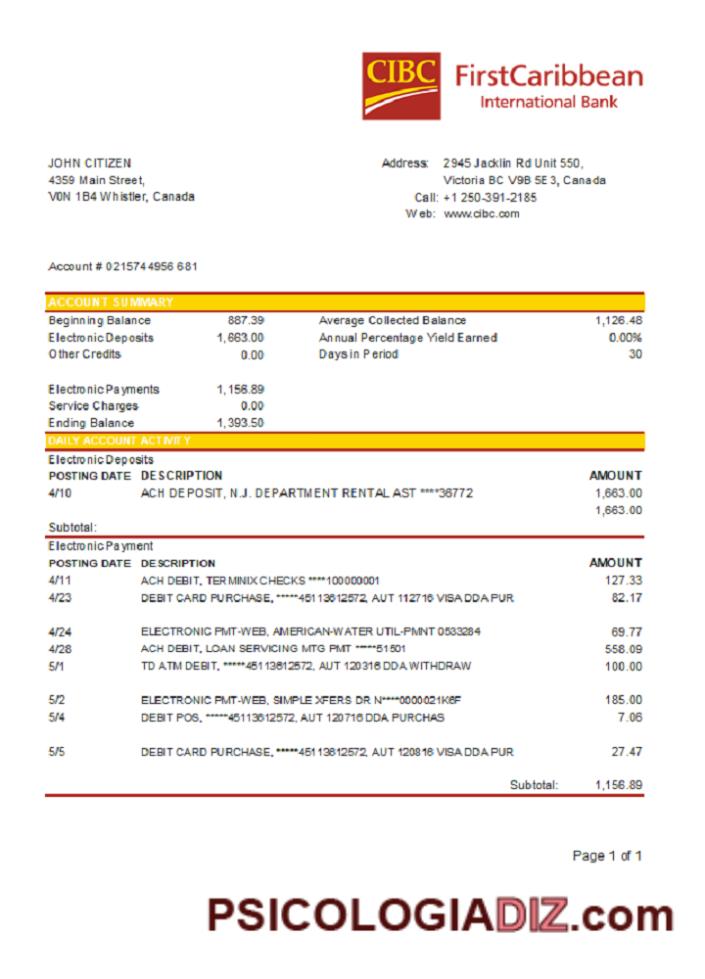 CIBC FirstCaribbean
International Bank
JOHN CITIZEN
4359 Main Street,
V0N 1B4 Whistler, Canada
Address: 2945 Jacklin Rd Unit 550,
Victoria BC V9B 5E3, Canada
Call: +1 250-391-2185
Web: www.cibc.com
Account # 0215744956 681
ACCOUNT SUMMARY
Beginning Balance 887.39 Average Collected Balance 1,126.48
Electronic Deposits 1,663.00 Annual Percentage Yield Earned 0.00%
Other Credits 0.00 Days in Period 30
Electronic Payments 1,156.89
Service Charges 0.00
Ending Balance 1,393.50
DAILY ACCOUNT ACTIVITY
Electronic Deposits
POSTING DATE DESCRIPTION AMOUNT
4/10 ACH DEPOSIT, N.J. DEPARTMENT RENTAL AST ****36772 1,663.00
1,663.00
Subtotal:
Electronic Payment
POSTING DATE DESCRIPTION AMOUNT
4/11 ACH DEBIT, TERMINIX CHECKS ****100000001 127.33
4/23 DEBIT CARD PURCHASE, *****45113612572, AUT 112716 VISA DDA PUR 82.17
4/24 ELECTRONIC PMT-WEB, AMERICAN-WATER UTIL-PMNT 0533284 69.77
4/28 ACH DEBIT, LOAN SERVICING MTG PMT *****51501 558.09
5/1 TD ATM DEBIT, *****45113612572, AUT 120316 DDA WITHDRAW 100.00
5/2 ELECTRONIC PMT-WEB, SIMPLE XFERS DR N****0000021K6F 185.00
5/4 DEBIT POS, *****45113612572, AUT 120716 DDA PURCHAS 7.06
5/5 DEBIT CARD PURCHASE, *****45113612572, AUT 120816 VISA DDA PUR 27.47
Subtotal: 1,156.89
Page 1 of 1
PSICOLOGIADIZ.com